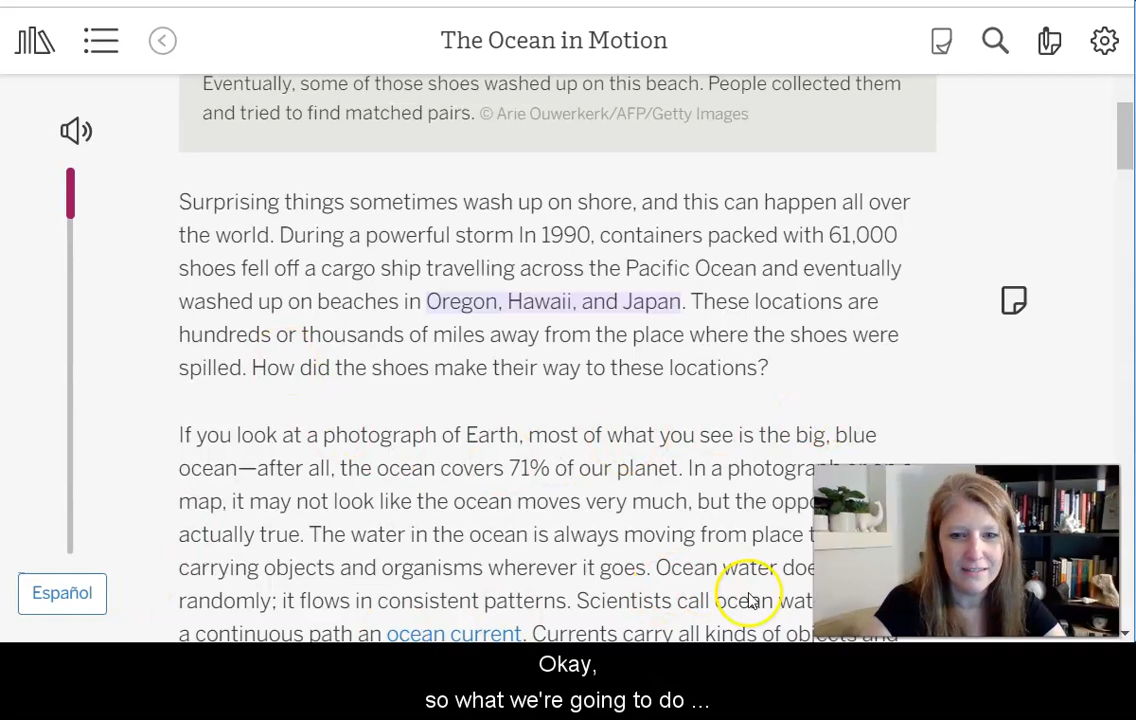 The Ocean in Motion
Eventually, some of those shoes washed up on this beach. People collected them
and tried to find matched pairs. © Arie Ouwerkerk/AFP/Getty Images
Surprising things sometimes wash up on shore, and this can happen all over
the world. During a powerful storm In 1990, containers packed with 61,000
shoes fell off a cargo ship travelling across the Pacific Ocean and eventually
washed up on beaches in Oregon, Hawaii, and Japan. These locations are
hundreds or thousands of miles away from the place where the shoes were
spilled. How did the shoes make their way to these locations?
If you look at a photograph of Earth, most of what you see is the big, blue
ocean—after all, the ocean covers 71% of our planet. In a photograph
map, it may not look like the ocean moves very much, but the oppo
actually true. The water in the ocean is always moving from place t
carrying objects and organisms wherever it goes. Ocean water doe
randomly; it flows in consistent patterns. Scientists call ocean wat
a continuous path an ocean current. Currents carry all kinds of objects and
Español
Okay,
so what we're going to do ...